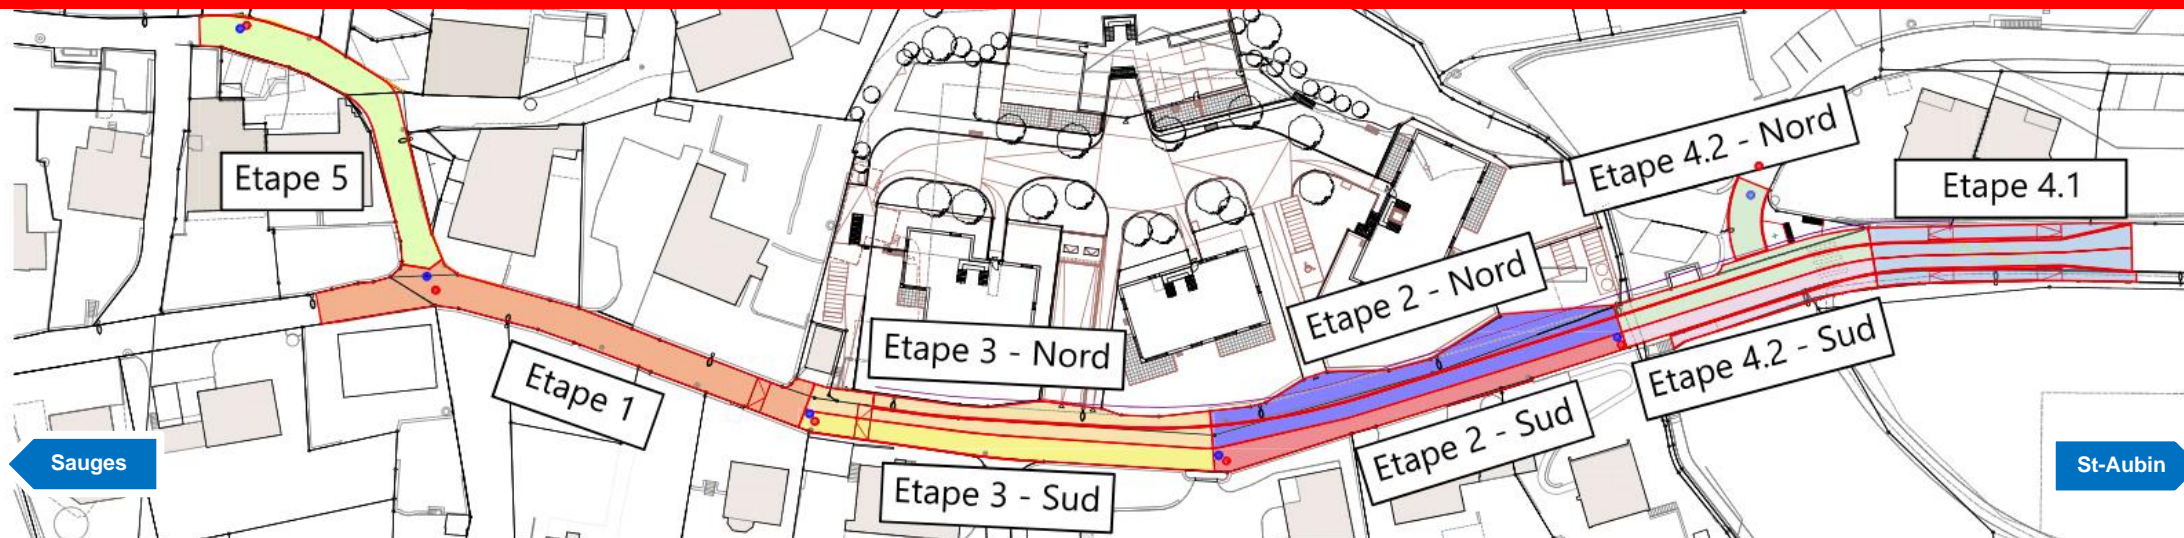 Etape 5
Etape 4.2 - Nord
Etape 4.1
Etape 2 - Nord
Etape 3 - Nord
Etape 1
Etape 4.2 - Sud
Etape 2 - Sud
Etape 3 - Sud
Sauges
St-Aubin